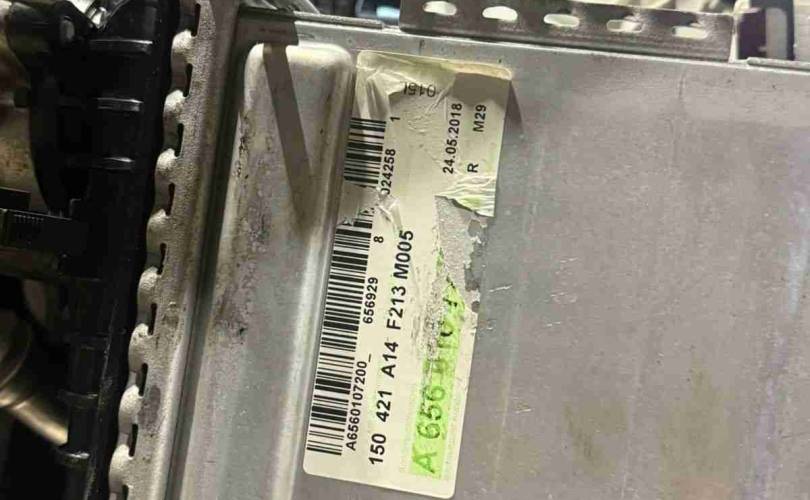 A6560107200_ 656929 8 024258 1
150 421 A14 F213 M005
24.05.2018
R M29
A 656